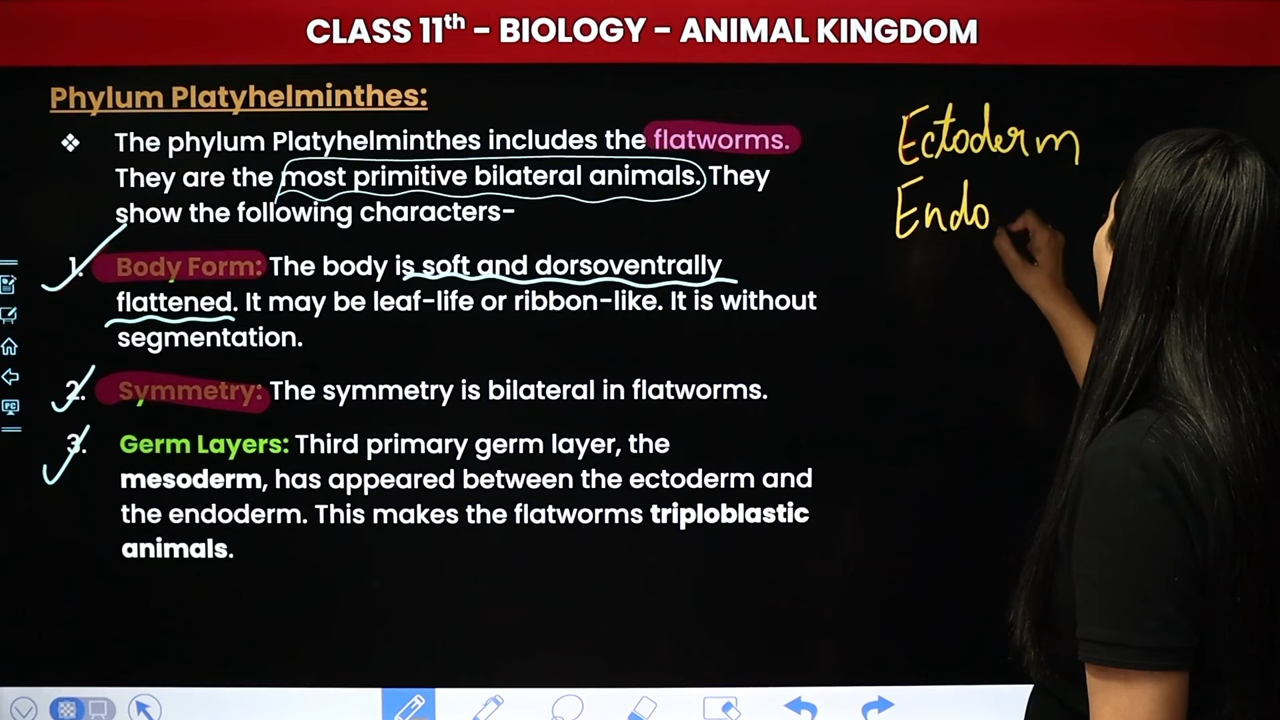 CLASS 11th - BIOLOGY - ANIMAL KINGDOM
Phylum Platyhelminthes:
❖ The phylum Platyhelminthes includes the flatworms.
They are the most primitive bilateral animals. They
show the following characters-
1. Body Form: The body is soft and dorsoventrally
flattened. It may be leaf-life or ribbon-like. It is without
segmentation.
2. Symmetry: The symmetry is bilateral in flatworms.
3. Germ Layers: Third primary germ layer, the
mesoderm, has appeared between the ectoderm and
the endoderm. This makes the flatworms triploblastic
animals.
Ectoderm
Endo
PC